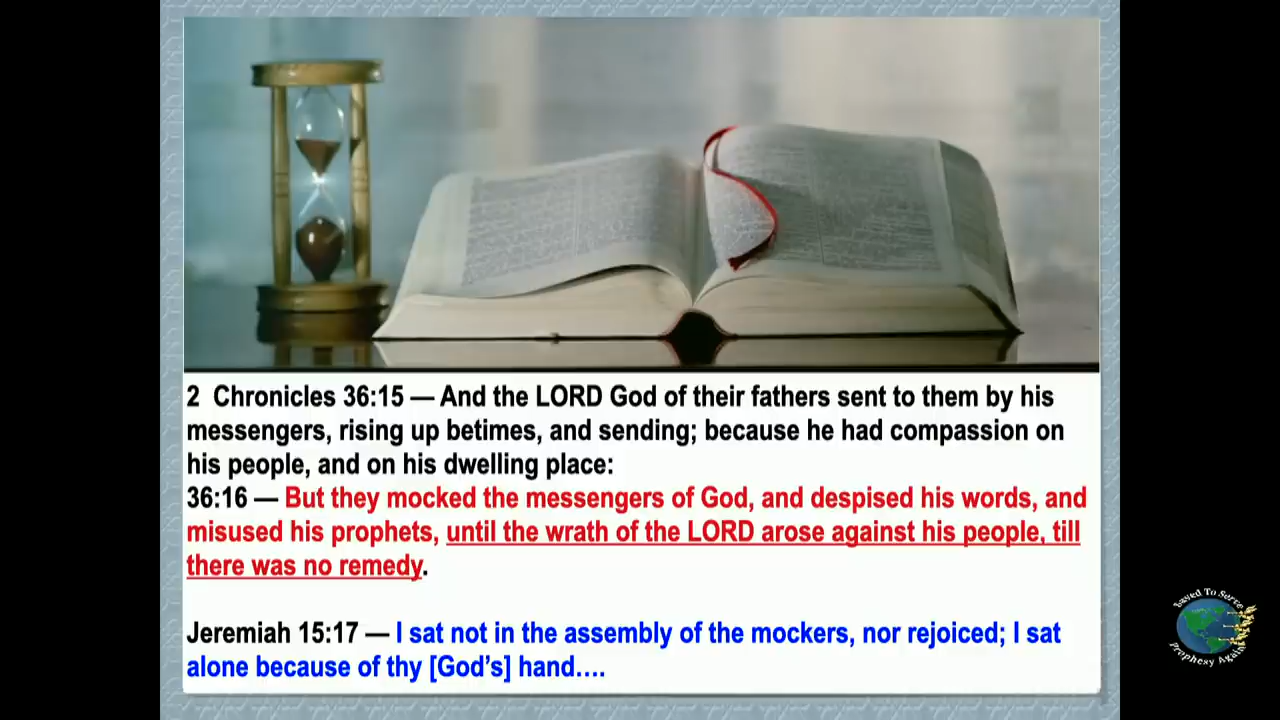 2  Chronicles 36:15 — And the LORD God of their fathers sent to them by his
messengers, rising up betimes, and sending; because he had compassion on
his people, and on his dwelling place:
36:16 — But they mocked the messengers of God, and despised his words, and
misused his prophets, until the wrath of the LORD arose against his people, till
there was no remedy.
Jeremiah 15:17 — I sat not in the assembly of the mockers, nor rejoiced; I sat
alone because of thy [God's] hand….
To Serve
Prophesy Again